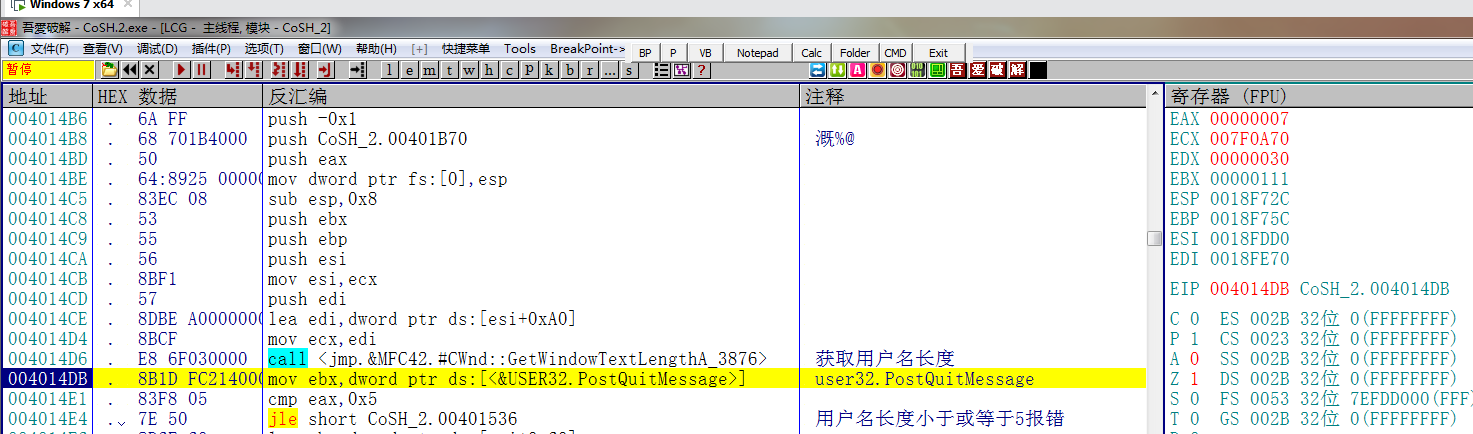 Windows 7 x64
吾愛破解 - CoSH.2.exe - [LCG - 主线程, 模块 - CoSH_2]
C 文件(F) 查看(V) 调试(D) 插件(P) 选项(T) 窗口(W) 帮助(H) [+] 快捷菜单 Tools BreakPoint-> BP P VB Notepad Calc Folder CMD Exit
暂停 l e m t w h c p k b r ... s ? 吾 爱 破 解
地址 HEX 数据 反汇编 注释 寄存器 (FPU)
004014B6 . 6A FF push -0x1
004014B8 . 68 701B4000 push CoSH_2.00401B70 溉%@
004014BD . 50 push eax
004014BE . 64:8925 00000 mov dword ptr fs:[0],esp
004014C5 . 83EC 08 sub esp,0x8
004014C8 . 53 push ebx
004014C9 . 55 push ebp
004014CA . 56 push esi
004014CB . 8BF1 mov esi,ecx
004014CD . 57 push edi
004014CE . 8DBE A0000000 lea edi,dword ptr ds:[esi+0xA0]
004014D4 . 8BCF mov ecx,edi
004014D6 . E8 6F030000 call <jmp.&MFC42.#CWnd::GetWindowTextLengthA_3876> 获取用户名长度
004014DB . 8B1D FC214000 mov ebx,dword ptr ds:[<&USER32.PostQuitMessage>] user32.PostQuitMessage
004014E1 . 83F8 05 cmp eax,0x5
004014E4 . 7E 50 jle short CoSH_2.00401536 用户名长度小于或等于5报错
EAX 00000007
ECX 007F0A70
EDX 00000030
EBX 00000111
ESP 0018F72C
EBP 0018F75C
ESI 0018FDD0
EDI 0018FE70
EIP 004014DB CoSH_2.004014DB
C 0 ES 002B 32位 0(FFFFFFFF)
P 1 CS 0023 32位 0(FFFFFFFF)
A 0 SS 002B 32位 0(FFFFFFFF)
Z 1 DS 002B 32位 0(FFFFFFFF)
S 0 FS 0053 32位 7EFDD000(FFF)
T 0 GS 002B 32位 0(FFFFFFFF)